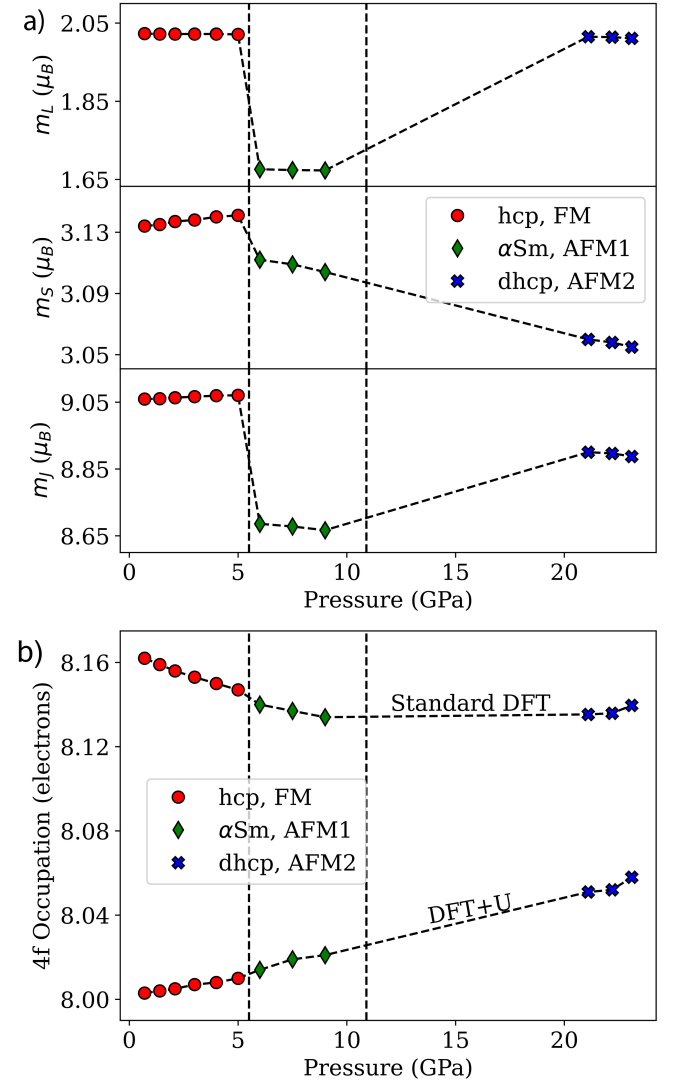 a)
2.05
1.85
1.65
m_L (μ_B)
3.13
3.09
3.05
m_S (μ_B)
hcp, FM
αSm, AFM1
dhcp, AFM2
9.05
8.85
8.65
m_J (μ_B)
0 5 10 15 20
Pressure (GPa)
b)
8.16
8.12
8.08
8.04
8.00
4f Occupation (electrons)
Standard DFT
hcp, FM
αSm, AFM1
dhcp, AFM2
DFT+U
0 5 10 15 20
Pressure (GPa)